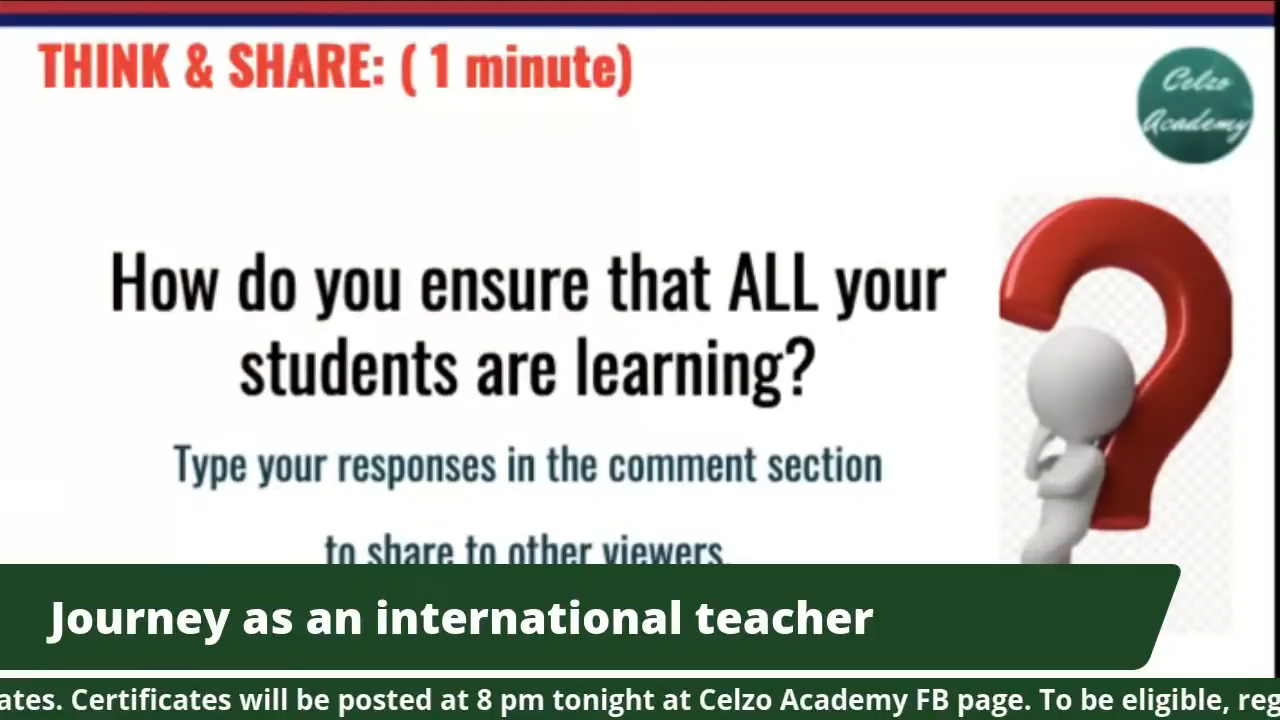 THINK & SHARE: ( 1 minute)
Celzo
Academy
How do you ensure that ALL your
students are learning?
Type your responses in the comment section
to share to other viewers.
Journey as an international teacher
ates. Certificates will be posted at 8 pm tonight at Celzo Academy FB page. To be eligible, reg